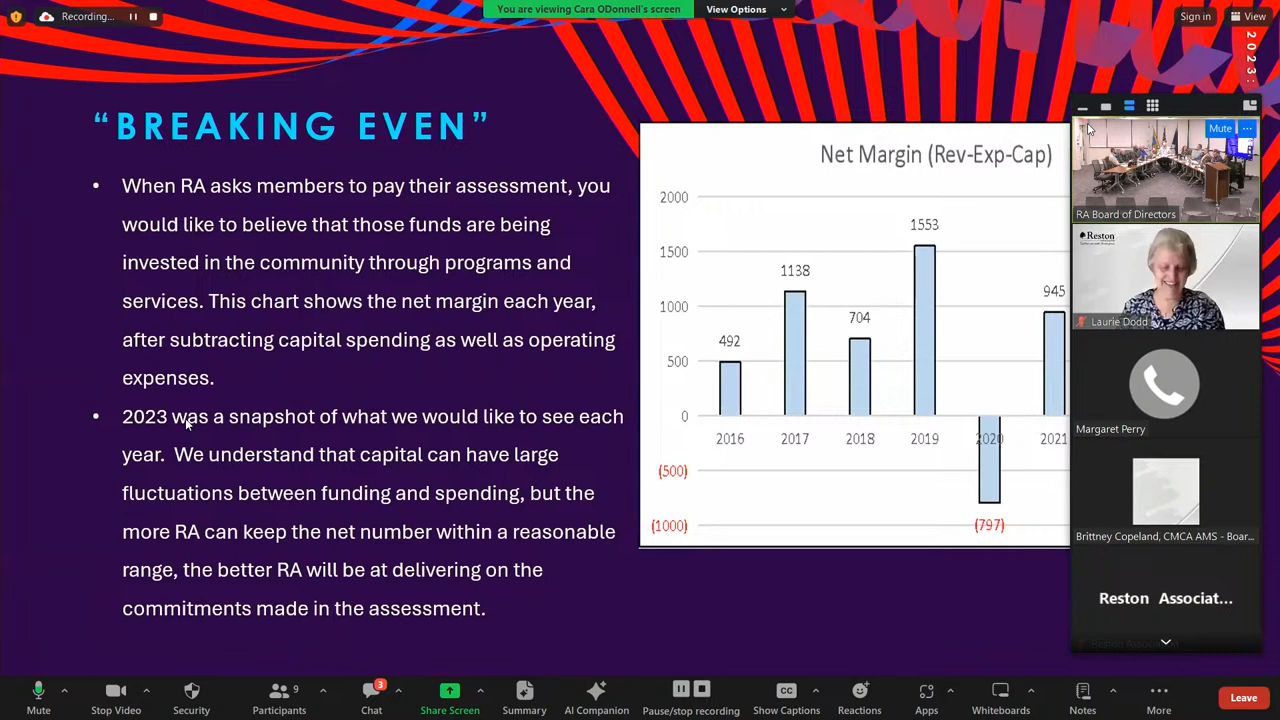 Recording...
You are viewing Cara ODonnell's screen
View Options
Sign in
View
2023:
“BREAKING EVEN”
• When RA asks members to pay their assessment, you
would like to believe that those funds are being
invested in the community through programs and
services. This chart shows the net margin each year,
after subtracting capital spending as well as operating
expenses.
• 2023 was a snapshot of what we would like to see each
year. We understand that capital can have large
fluctuations between funding and spending, but the
more RA can keep the net number within a reasonable
range, the better RA will be at delivering on the
commitments made in the assessment.
Net Margin (Rev-Exp-Cap)
2000
1500
1000
500
0
(500)
(1000)
492
1138
704
1553
(797)
945
2016
2017
2018
2019
2020
2021
Mute
RA Board of Directors
Reston
Laurie Dodd
Margaret Perry
Brittney Copeland, CMCA AMS - Boar...
Reston Associat...
Reston Association
Mute
Stop Video
Security
9
Participants
3
Chat
Share Screen
Summary
AI Companion
Pause/stop recording
CC
Show Captions
Reactions
Apps
Whiteboards
Notes
More
Leave